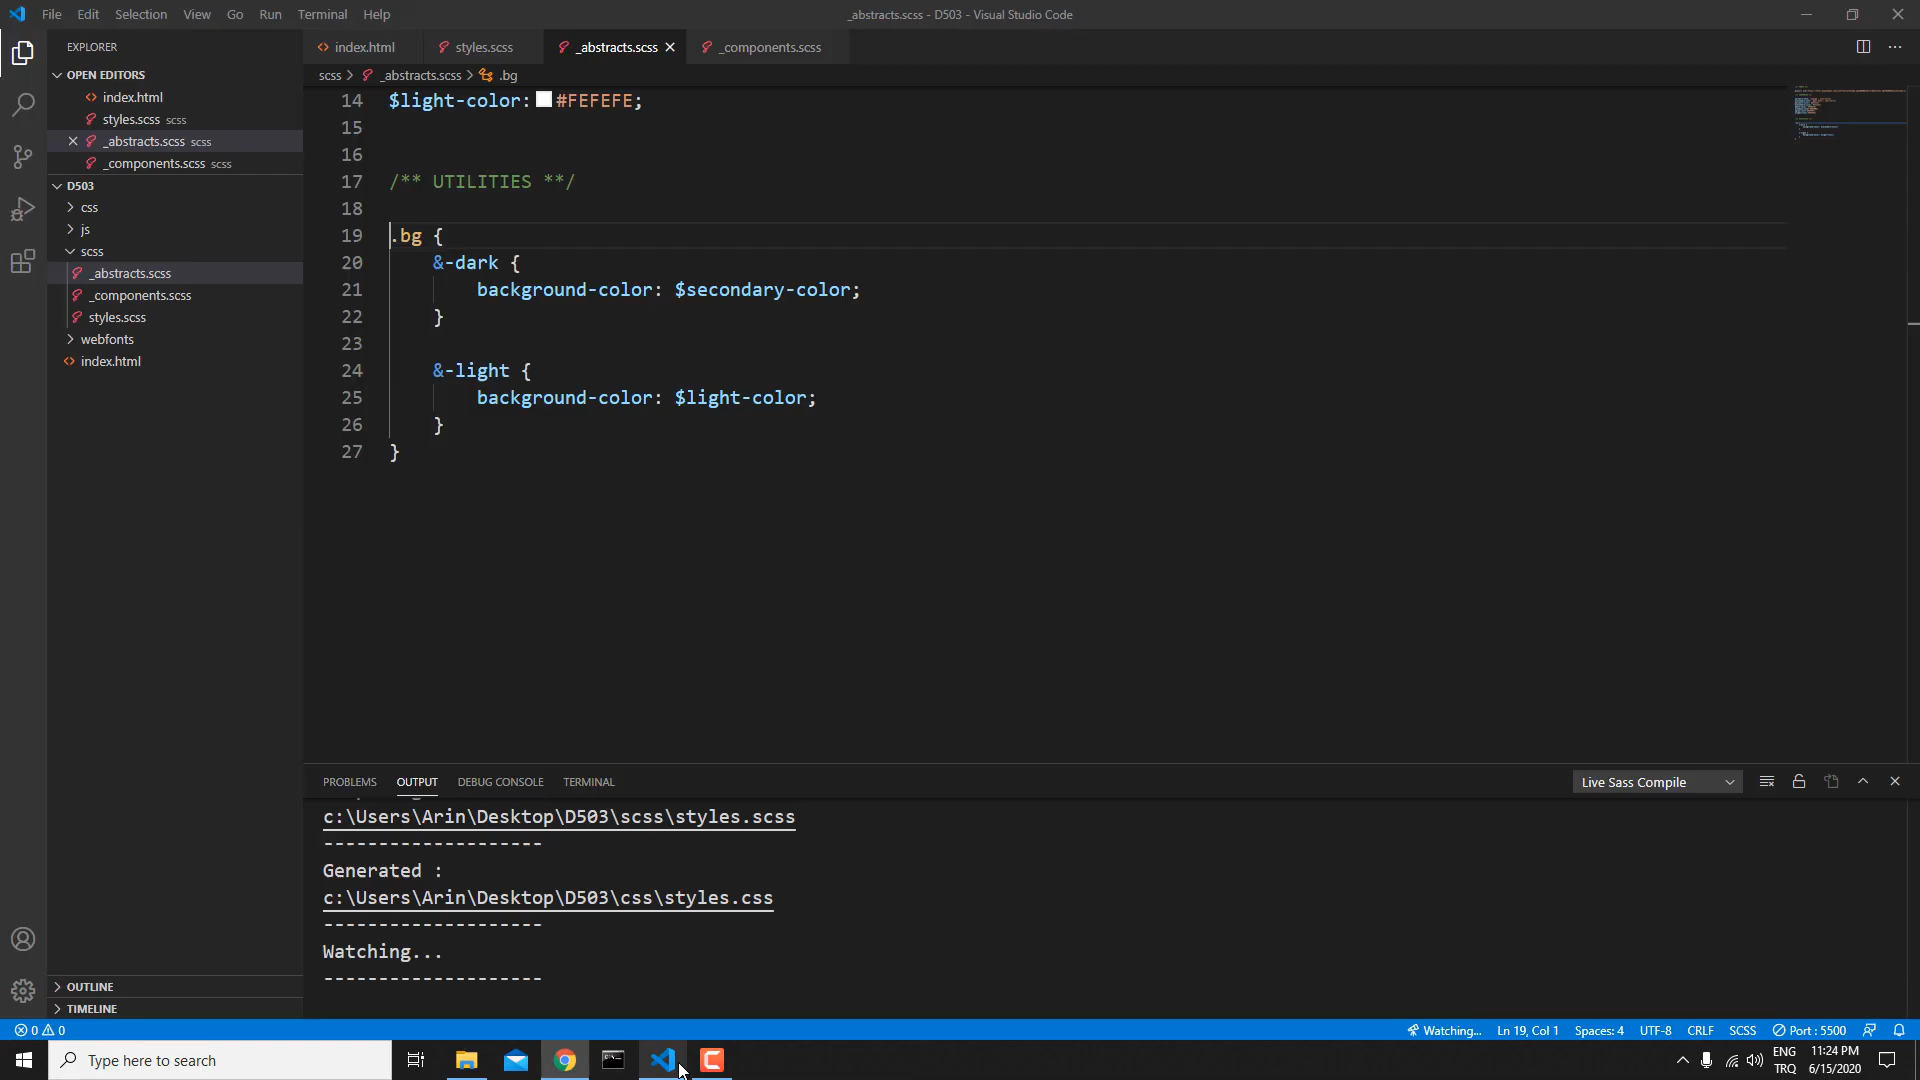 File Edit Selection View Go Run Terminal Help
_abstracts.scss - D503 - Visual Studio Code
EXPLORER
OPEN EDITORS
index.html
styles.scss scss
_abstracts.scss scss
_components.scss scss
D503
css
js
scss
_abstracts.scss
_components.scss
styles.scss
webfonts
index.html
OUTLINE
TIMELINE
index.html styles.scss _abstracts.scss _components.scss
scss > _abstracts.scss > .bg
14 $light-color: #FEFEFE;
15
16
17 /** UTILITIES **/
18
19 .bg {
20 &-dark {
21 background-color: $secondary-color;
22 }
23
24 &-light {
25 background-color: $light-color;
26 }
27 }
PROBLEMS OUTPUT DEBUG CONSOLE TERMINAL
Live Sass Compile
c:\Users\Arin\Desktop\D503\scss\styles.scss
--------------------
Generated :
c:\Users\Arin\Desktop\D503\css\styles.css
--------------------
Watching...
--------------------
0 0
Watching... Ln 19, Col 1 Spaces: 4 UTF-8 CRLF SCSS Port : 5500
Type here to search
ENG
TRQ
11:24 PM
6/15/2020